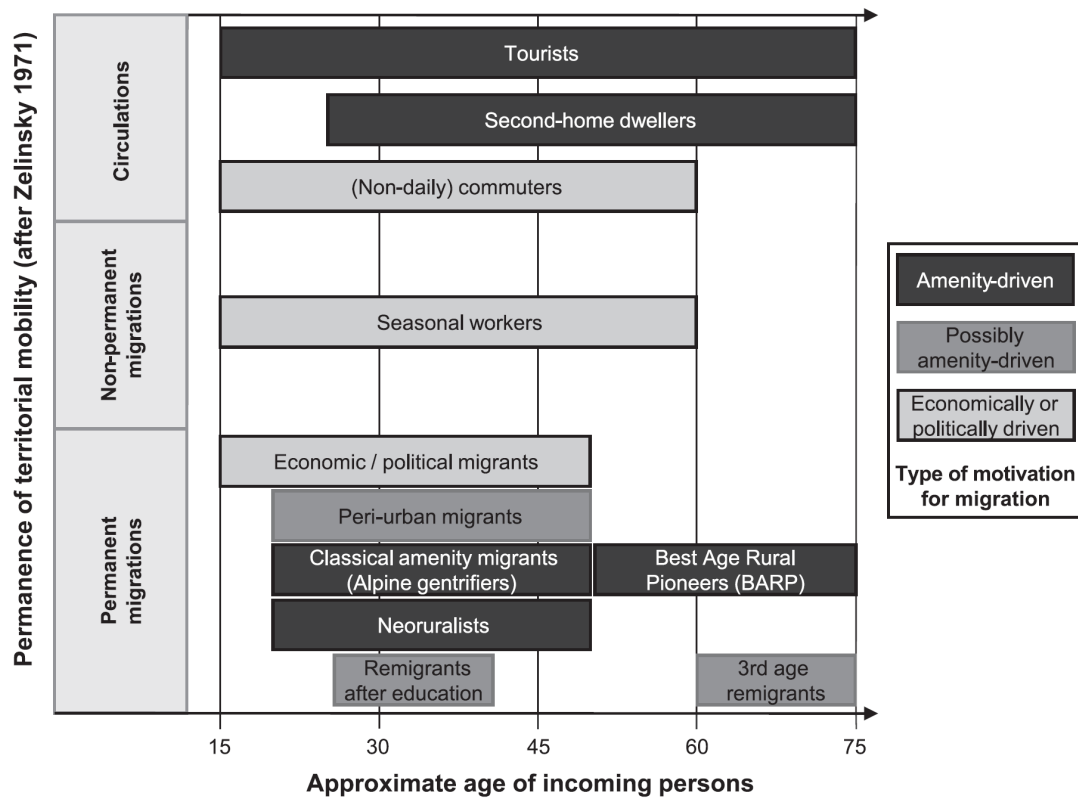 Permanence of territorial mobility (after Zelinsky 1971)
Circulations
Tourists
Second-home dwellers
(Non-daily) commuters
Non-permanent
migrations
Seasonal workers
Permanent
migrations
Economic / political migrants
Peri-urban migrants
Classical amenity migrants
(Alpine gentrifiers)
Best Age Rural
Pioneers (BARP)
Neoruralists
Remigrants
after education
3rd age
remigrants
15
30
45
60
75
Approximate age of incoming persons
Amenity-driven
Possibly
amenity-driven
Economically or
politically driven
Type of motivation
for migration